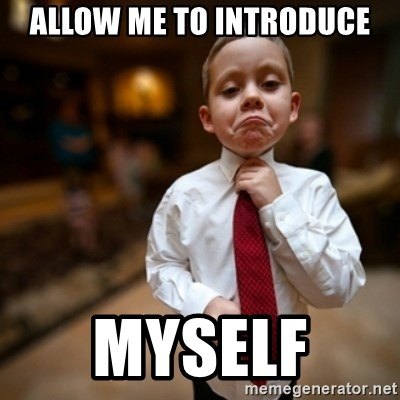 ALLOW ME TO INTRODUCE
MYSELF
memegenerator.net